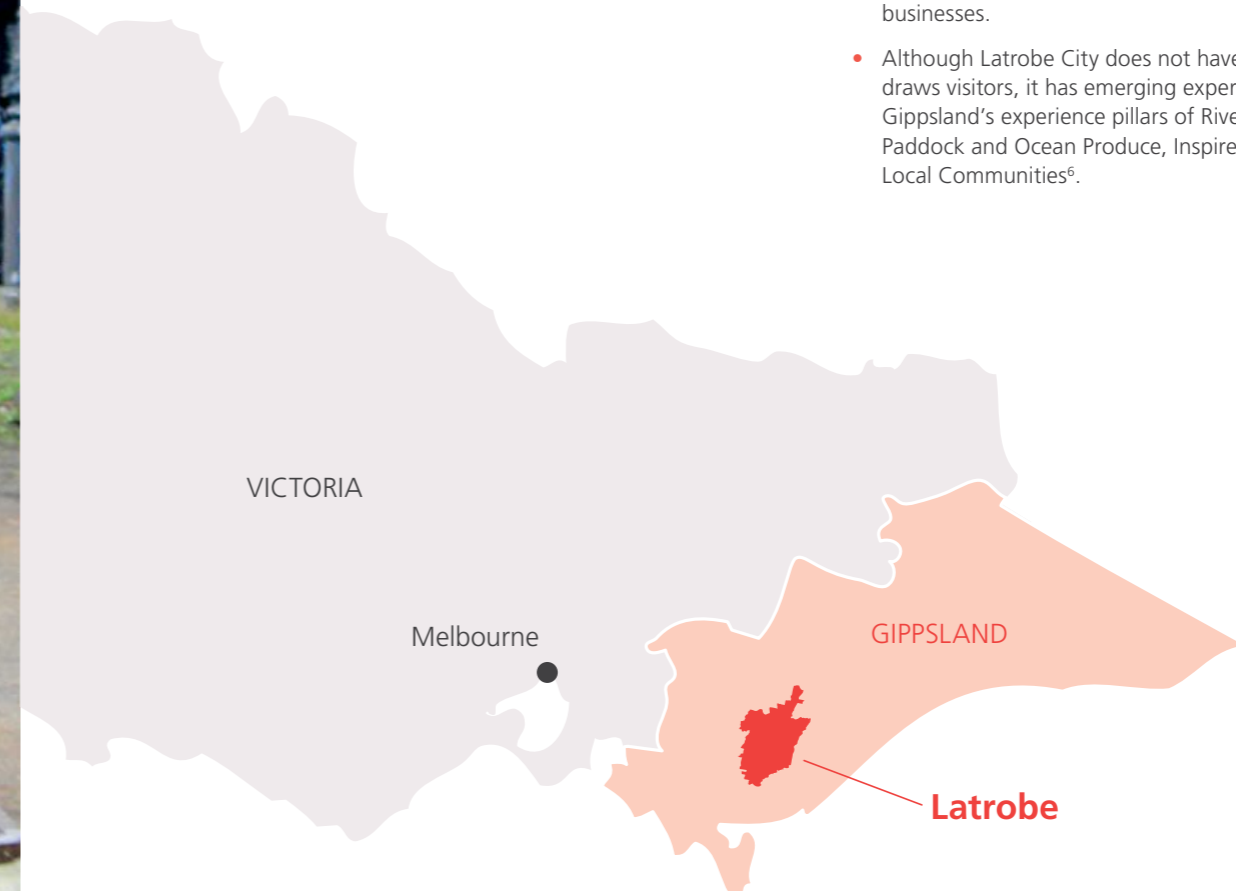 businesses.
• Although Latrobe City does not have
draws visitors, it has emerging exper
Gippsland's experience pillars of Rive
Paddock and Ocean Produce, Inspire
Local Communities⁶.
VICTORIA
Melbourne
GIPPSLAND
Latrobe